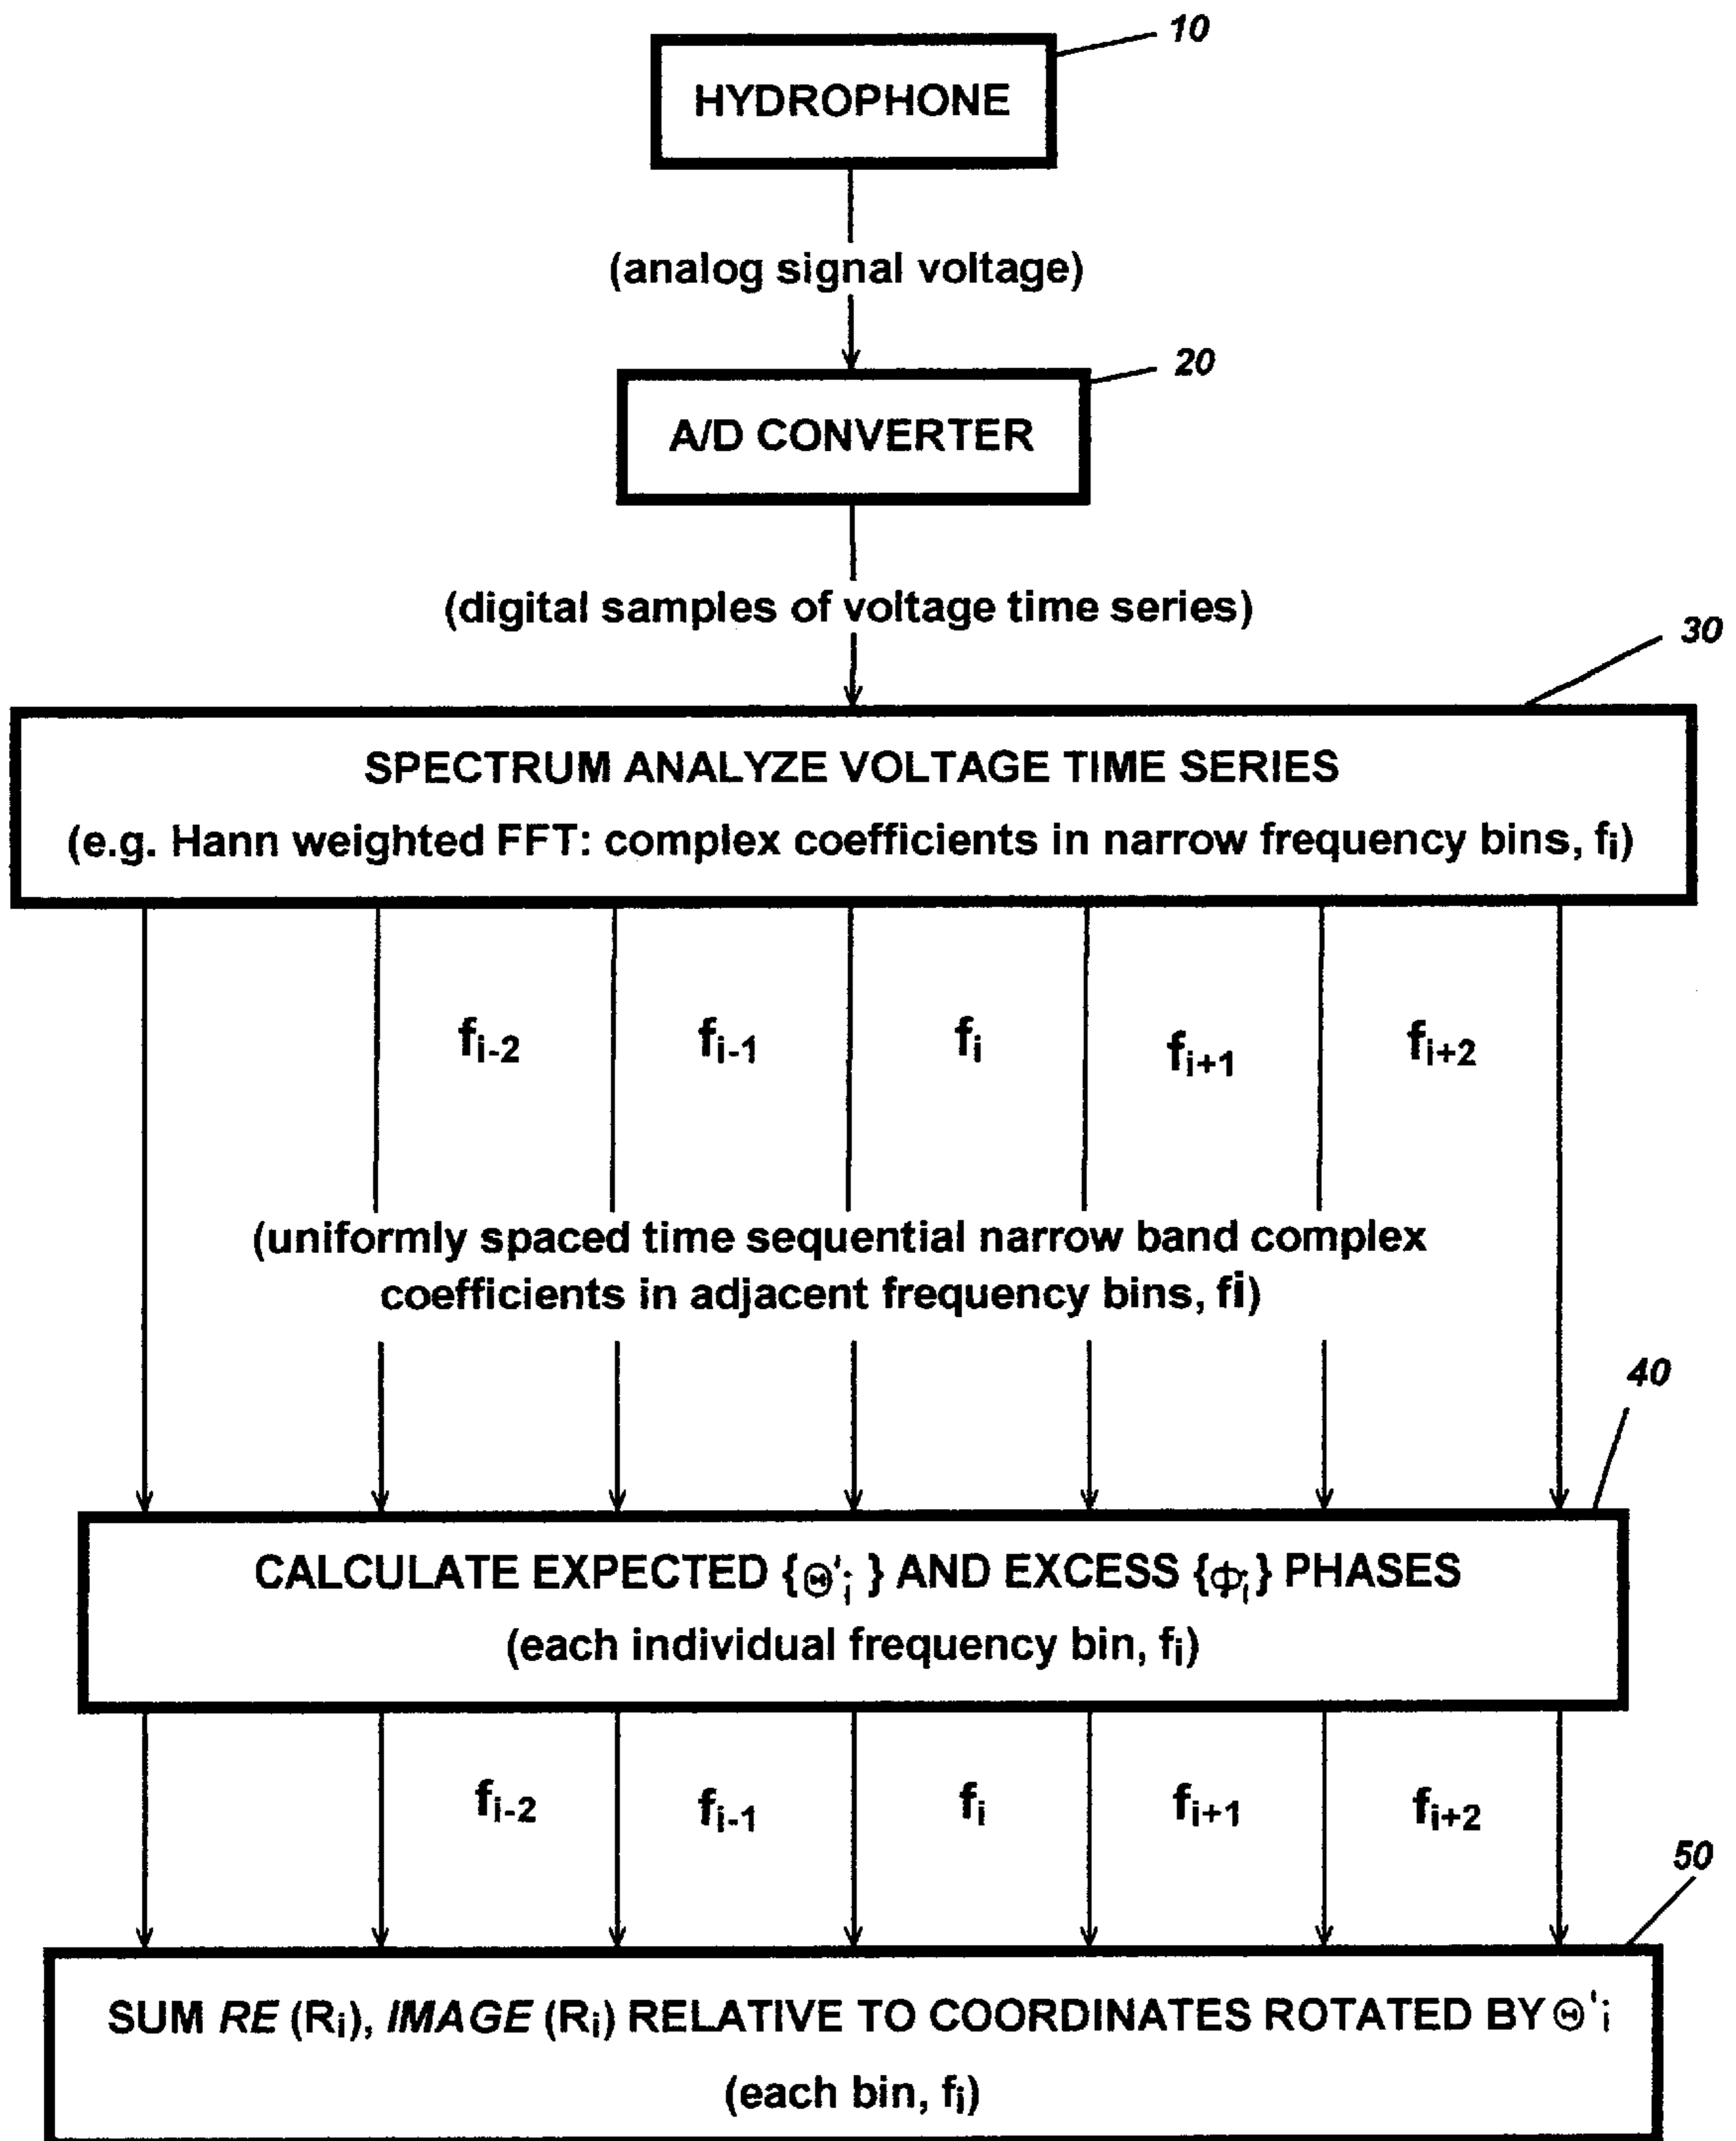 10
HYDROPHONE
(analog signal voltage)
20
A/D CONVERTER
(digital samples of voltage time series)
30
SPECTRUM ANALYZE VOLTAGE TIME SERIES
(e.g. Hann weighted FFT: complex coefficients in narrow frequency bins, fi)
fi-2 fi-1 fi fi+1 fi+2
(uniformly spaced time sequential narrow band complex
coefficients in adjacent frequency bins, fi)
40
CALCULATE EXPECTED {Θ'i } AND EXCESS {Φi} PHASES
(each individual frequency bin, fi)
fi-2 fi-1 fi fi+1 fi+2
50
SUM RE (Ri), IMAGE (Ri) RELATIVE TO COORDINATES ROTATED BY Θ'i
(each bin, fi)